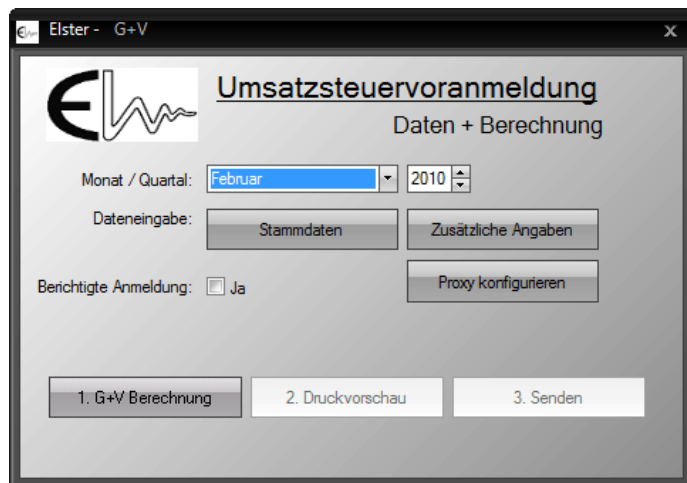 Elster - G+V
Umsatzsteuervoranmeldung
Daten + Berechnung
Monat / Quartal: Februar 2010
Dateneingabe: Stammdaten Zusätzliche Angaben
Berichtigte Anmeldung: Ja Proxy konfigurieren
1. G+V Berechnung 2. Druckvorschau 3. Senden